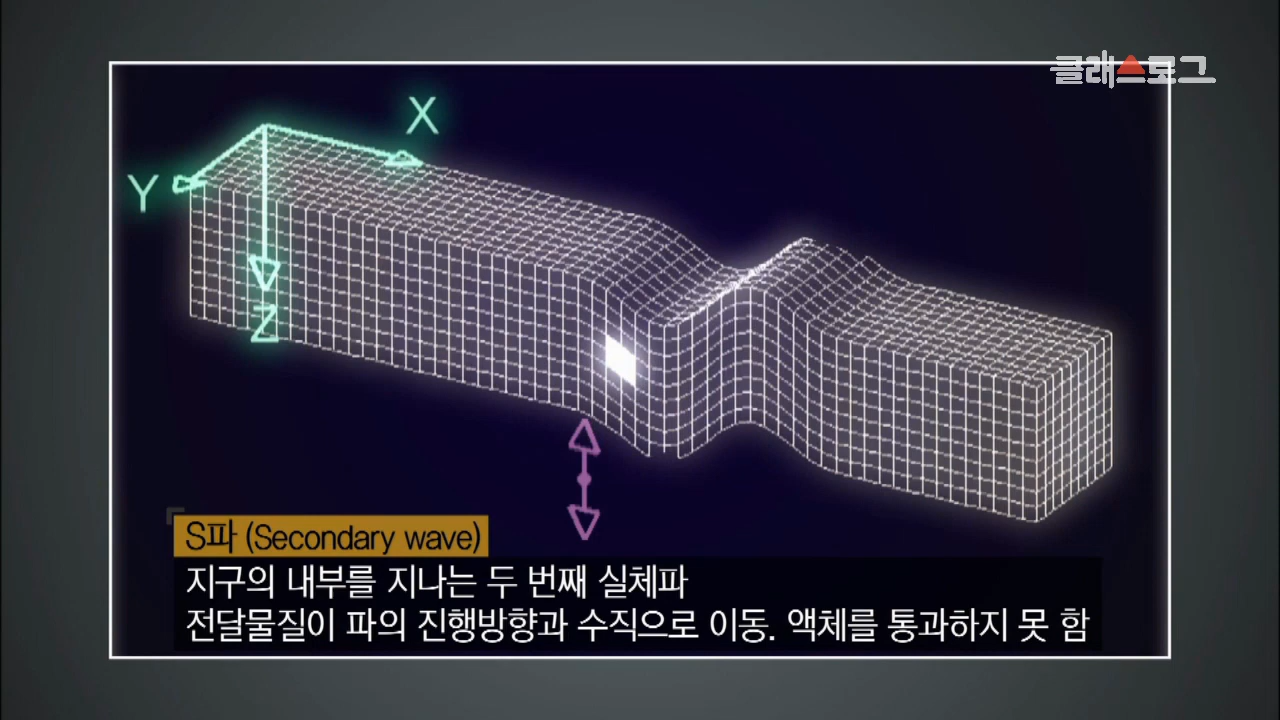 클래스로그
X
Y
Z
S파 (Secondary wave)
지구의 내부를 지나는 두 번째 실체파
전달물질이 파의 진행방향과 수직으로 이동. 액체를 통과하지 못 함